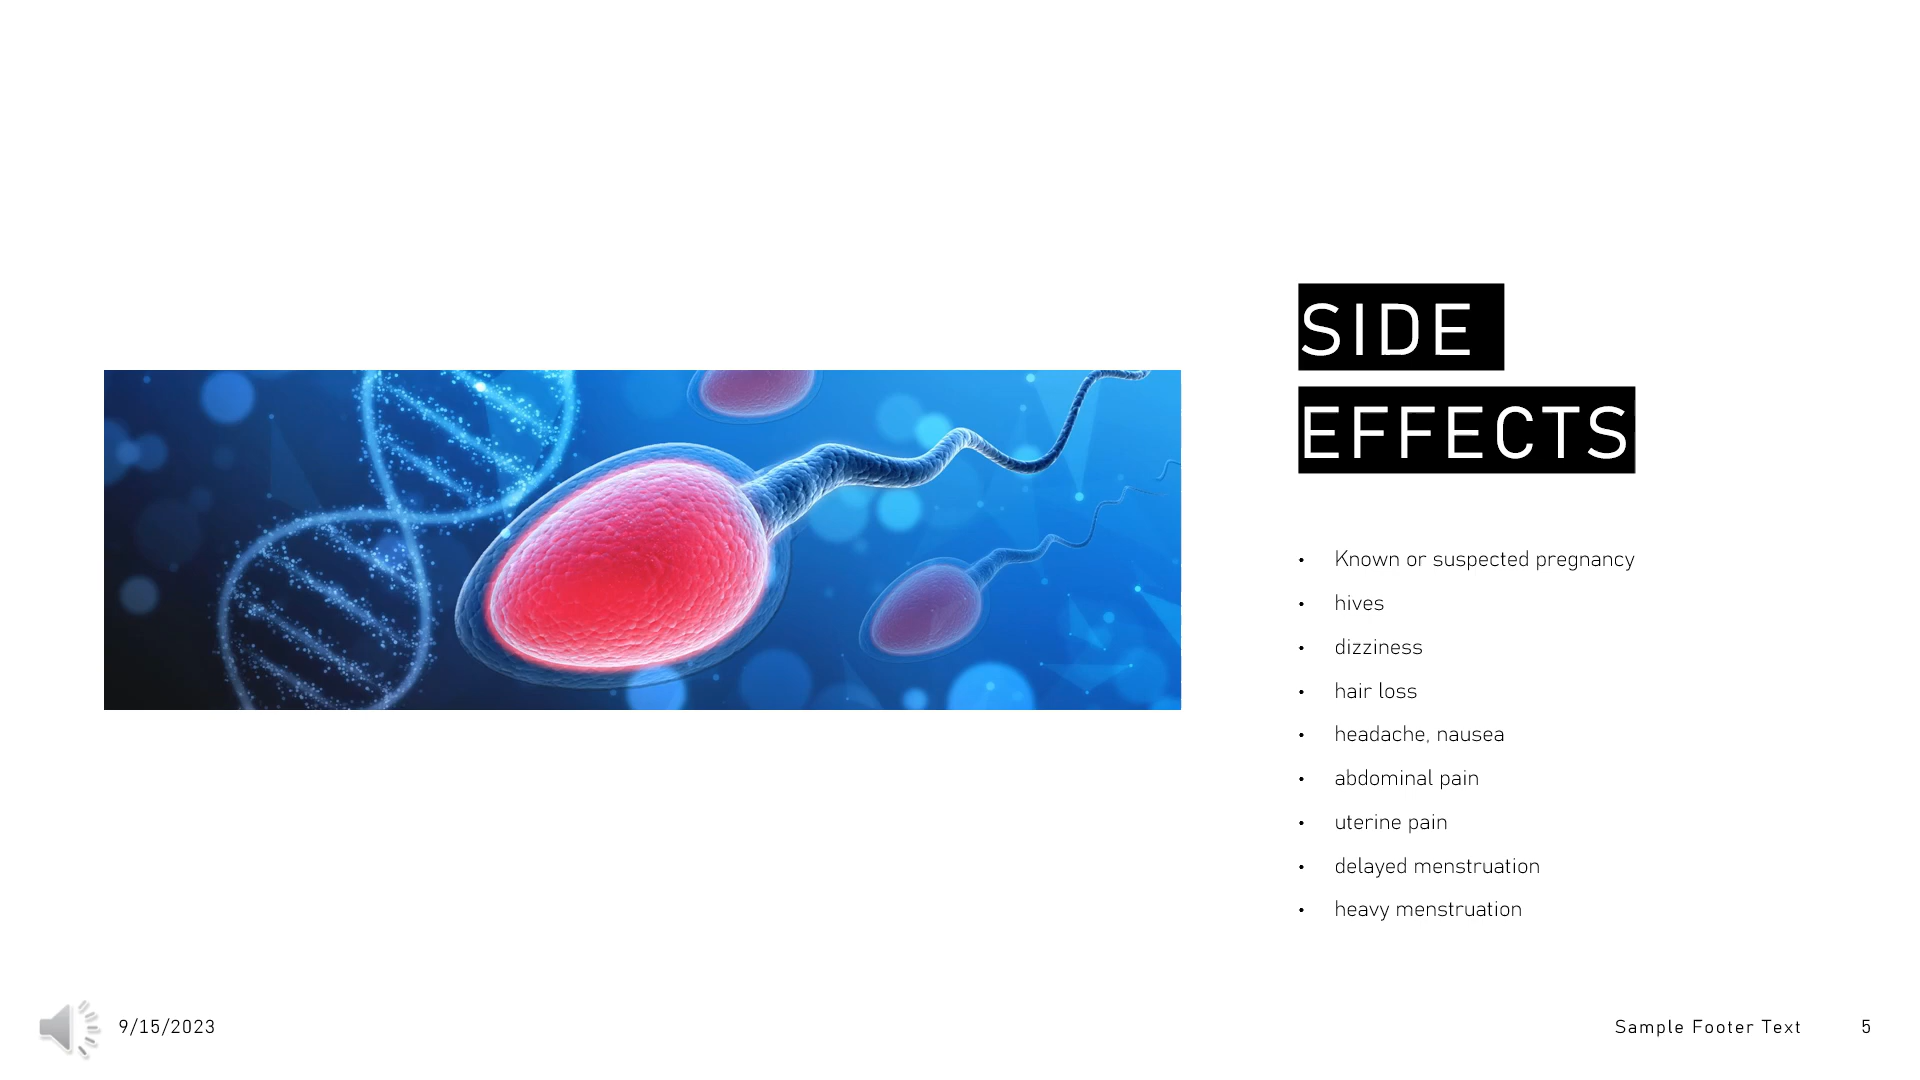 SIDE
EFFECTS
• Known or suspected pregnancy
• hives
• dizziness
• hair loss
• headache, nausea
• abdominal pain
• uterine pain
• delayed menstruation
• heavy menstruation
9/15/2023
Sample Footer Text
5